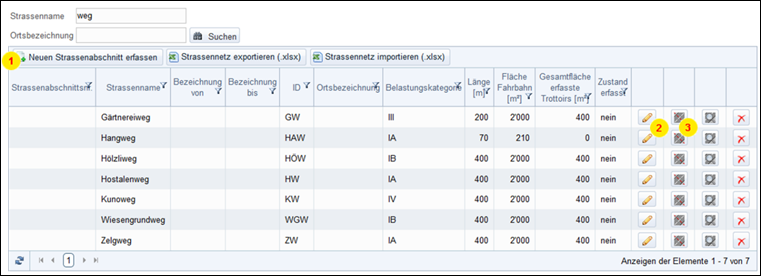 Strassenname weg
Ortsbezeichnung Suchen
1 Neuen Strassenabschnitt erfassen Strassennetz exportieren (.xlsx) Strassennetz importieren (.xlsx)
Strassenabschnittsnr. Strassenname Bezeichnung von Bezeichnung bis ID Ortsbezeichnung Belastungskategorie Länge [m] Fläche Fahrbahn [m²] Gesamtfläche erfasste Trottoirs [m²] Zustand erfasst
Gärtnereiweg GW III 200 2'000 400 nein
2 3
Hangweg HAW IA 70 210 0 nein
Hölzliweg HÖW IB 400 2'000 400 nein
Hostalenweg HW IA 400 2'000 400 nein
Kunoweg KW IV 400 2'000 400 nein
Wiesengrundweg WGW IB 400 2'000 400 nein
Zelgweg ZW IA 400 2'000 400 nein
1 Anzeigen der Elemente 1 - 7 von 7